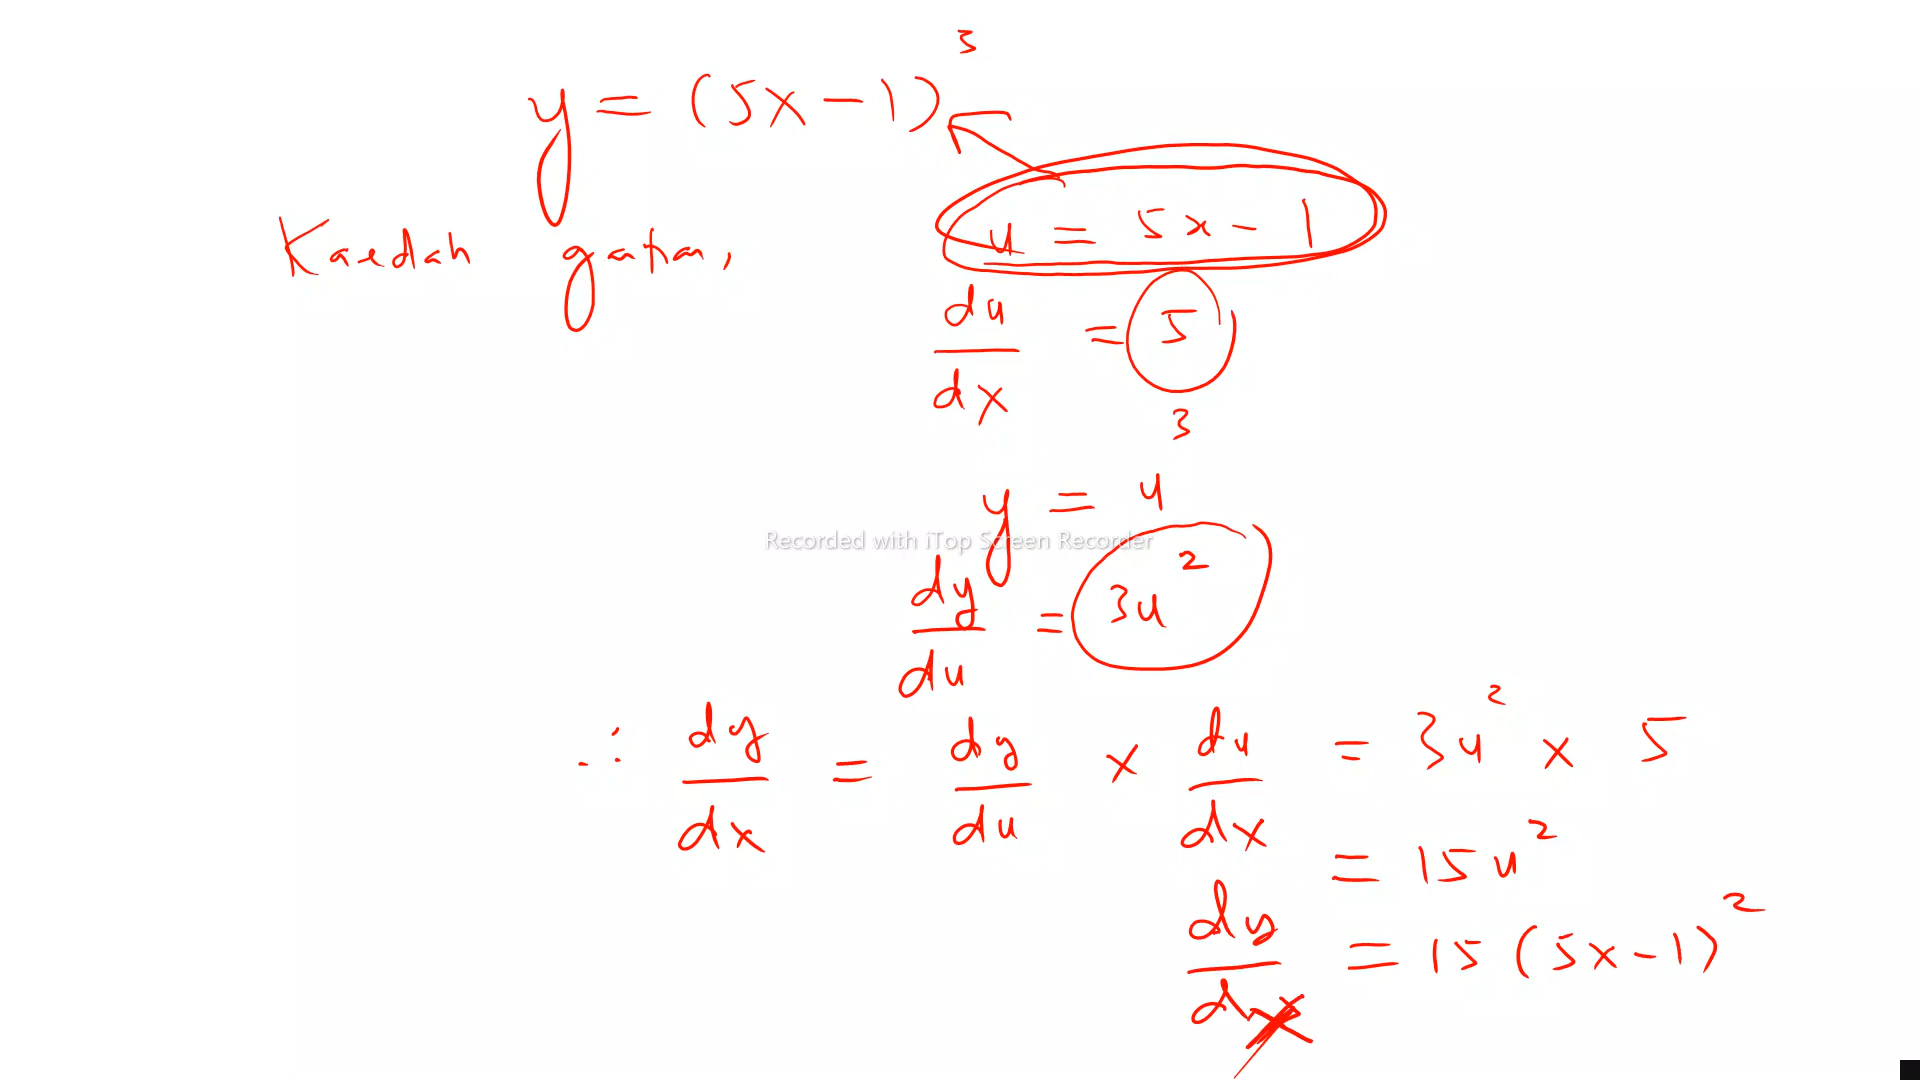 y = (5x - 1)³
Kaedah gantian,
u = 5x - 1
du/dx = 5
y = u³
Recorded with iTop Screen Recorder
dy/du = 3u²
∴ dy/dx = dy/du × du/dx = 3u² × 5
= 15u²
dy/dx = 15(5x-1)²